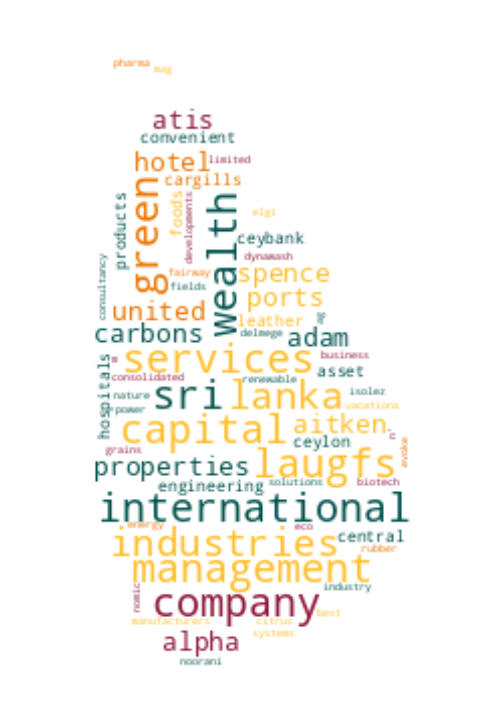 pharma
mag
atis
convenient
hotel
limited
cargills
green
products
foods
developments
wealth
elgi
ceybank
dynawash
consultancy
fairway
fields
spence
ports
united
leather
ag
carbons
delmege
adam
services
business
m
asset
consolidated
renewable
hospitals
nature
sri
lanka
isolez
power
vacations
capital
aitken
n
ceylon
evoke
grains
properties
laugfs
engineering
solutions
biotech
international
energy
eco
industries
central
rubber
management
industry
nomic
company
best
manufacturers
citrus
alpha
systems
noorani